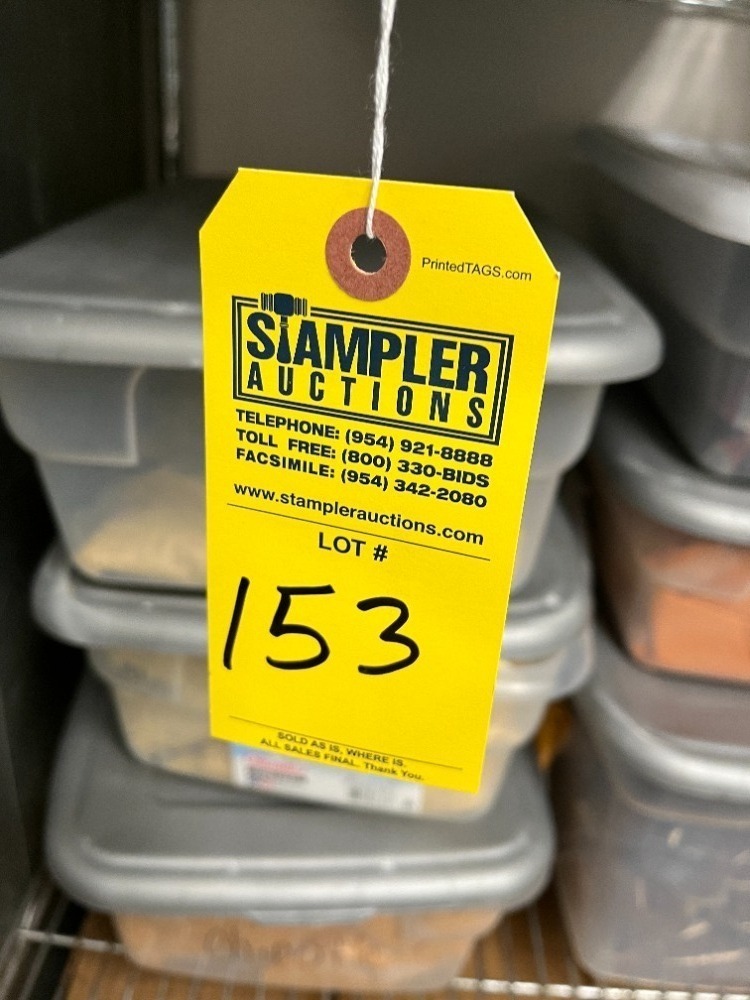 PrintedTAGS.com
STAMPLER
AUCTIONS
TELEPHONE: (954) 921-8888
TOLL FREE: (800) 330-BIDS
FACSIMILE: (954) 342-2080
www.stamplerauctions.com
LOT #
153
SOLD AS IS, WHERE IS.
ALL SALES FINAL. Thank You.